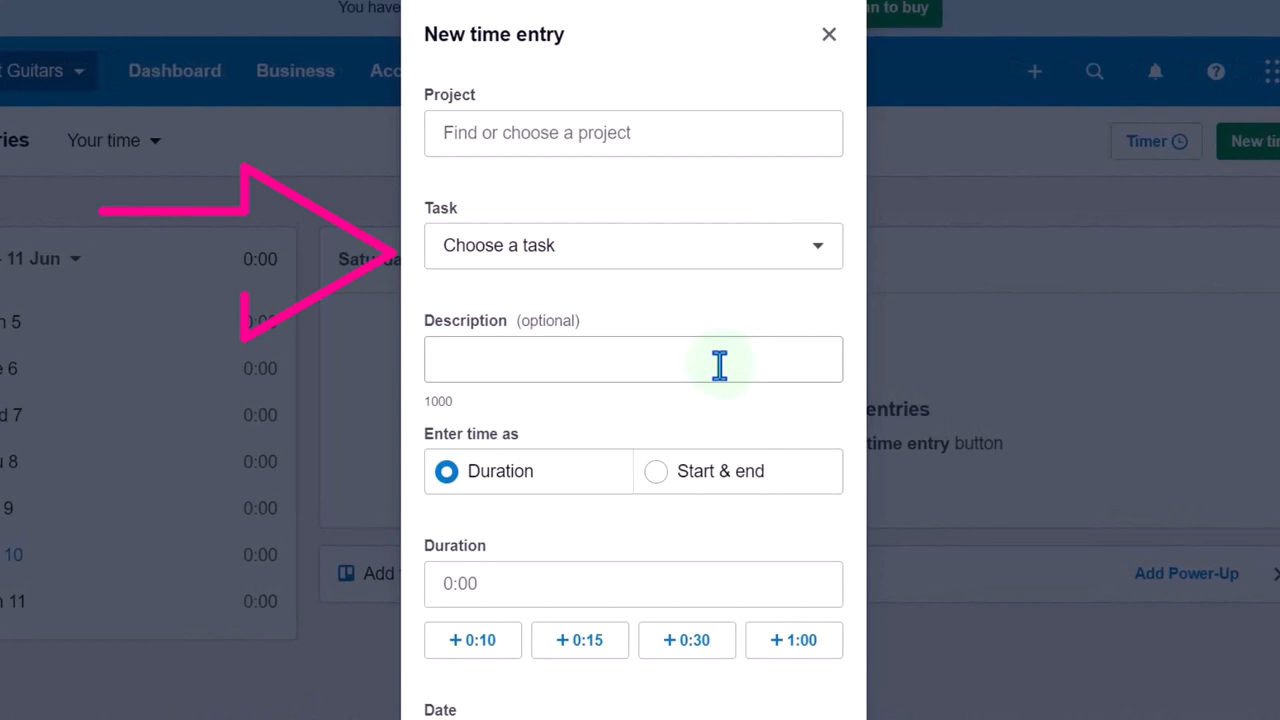 You have
n to buy
t Guitars
Dashboard
Business
Acc
ries
Your time
Timer
New ti
- 11 Jun
0:00
n 5
0:00
e 6
0:00
d 7
0:00
u 8
0:00
9
0:00
10
0:00
n 11
0:00
Saturda
New time entry
Project
Find or choose a project
Task
Choose a task
Description (optional)
1000
Enter time as
Duration
Start & end
Duration
0:00
+ 0:10
+ 0:15
+ 0:30
+ 1:00
Date
entries
time entry button
Add
Add Power-Up